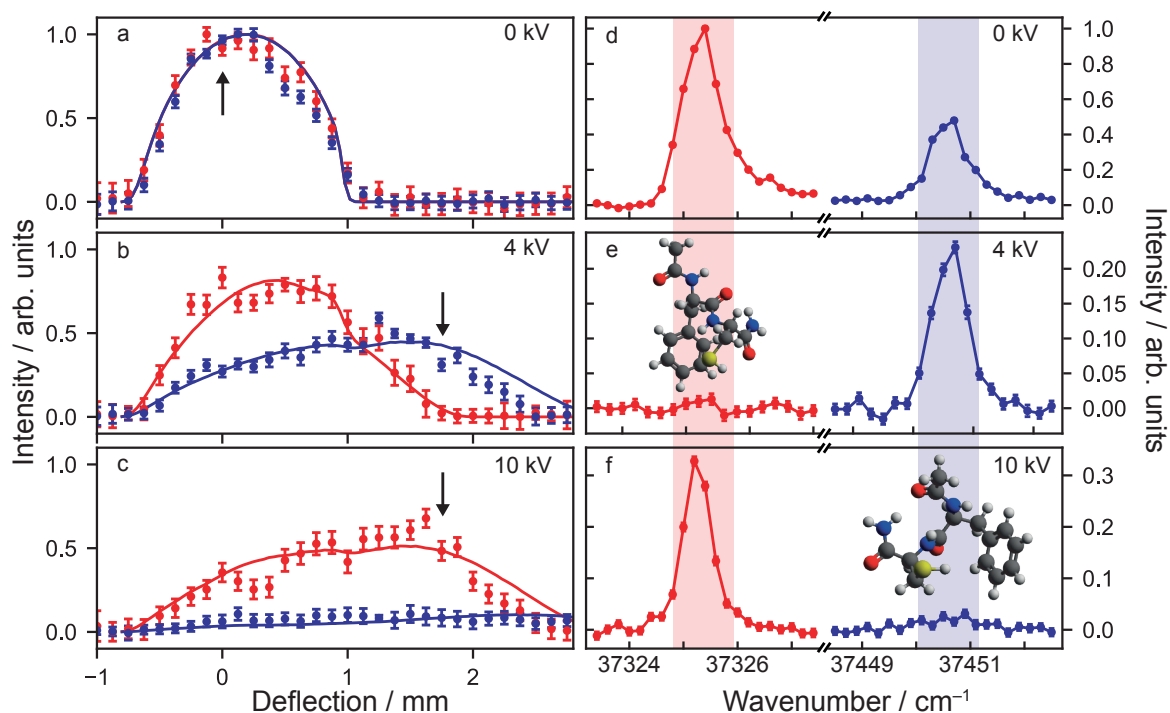 a
0 kV
1.0
0.5
0.0
b
4 kV
1.0
0.5
0.0
c
10 kV
1.0
0.5
0.0
−1
0
1
2
Deflection / mm
Intensity / arb. units
d
0 kV
1.0
0.8
0.6
0.4
0.2
0.0
e
4 kV
0.20
0.15
0.10
0.05
0.00
f
10 kV
0.3
0.2
0.1
0.0
37324
37326
37449
37451
Wavenumber / cm⁻¹
Intensity / arb. units